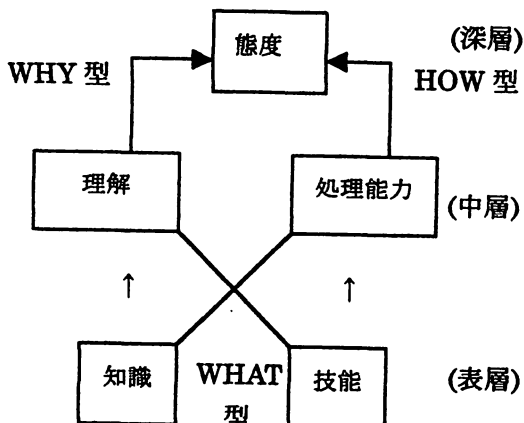 態度
(深層)
WHY 型
HOW 型
理解
処理能力
(中層)
↑
↑
知識
WHAT
型
技能
(表層)